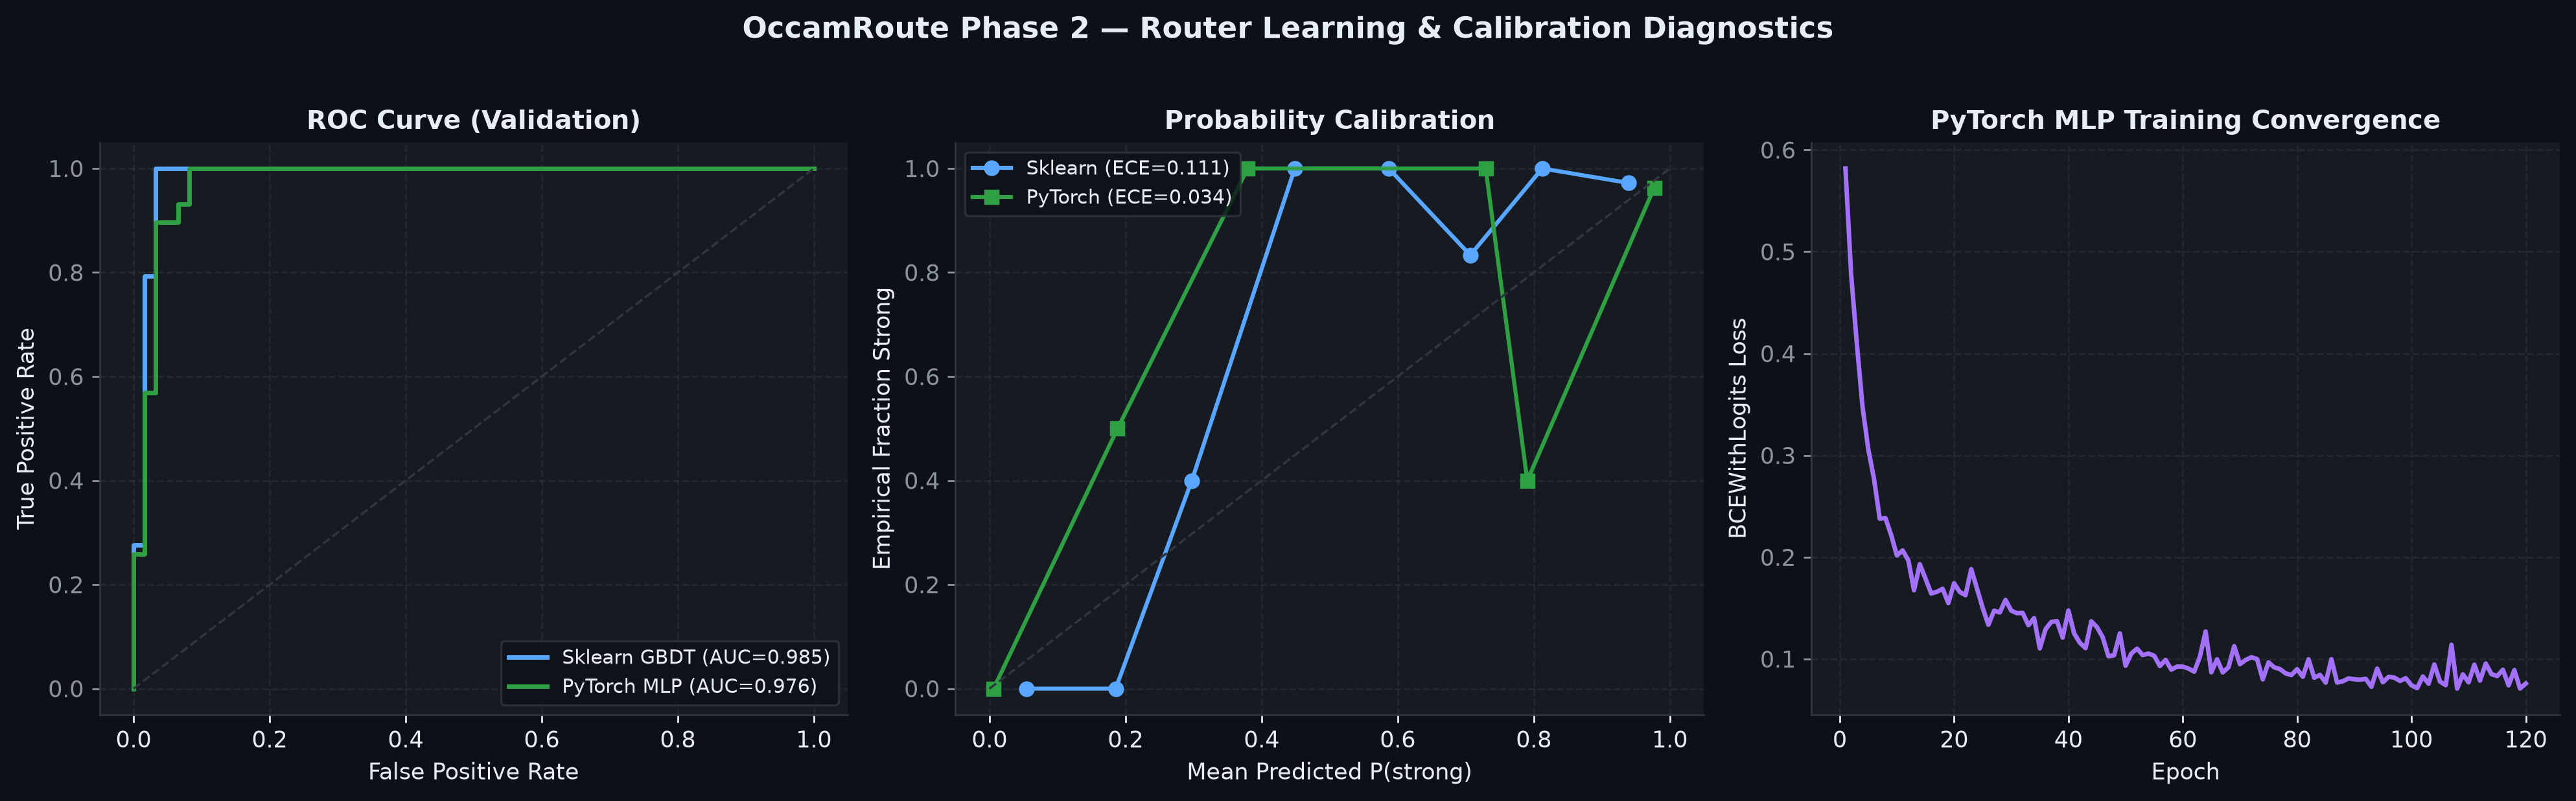 OccamRoute Phase 2 — Router Learning & Calibration Diagnostics
ROC Curve (Validation)
1.0
0.8
0.6
0.4
0.2
0.0
True Positive Rate
0.0 0.2 0.4 0.6 0.8 1.0
False Positive Rate
Sklearn GBDT (AUC=0.985)
PyTorch MLP (AUC=0.976)
Probability Calibration
Sklearn (ECE=0.111)
PyTorch (ECE=0.034)
1.0
0.8
0.6
0.4
0.2
0.0
Empirical Fraction Strong
0.0 0.2 0.4 0.6 0.8 1.0
Mean Predicted P(strong)
PyTorch MLP Training Convergence
0.6
0.5
0.4
0.3
0.2
0.1
BCEWithLogits Loss
0 20 40 60 80 100 120
Epoch